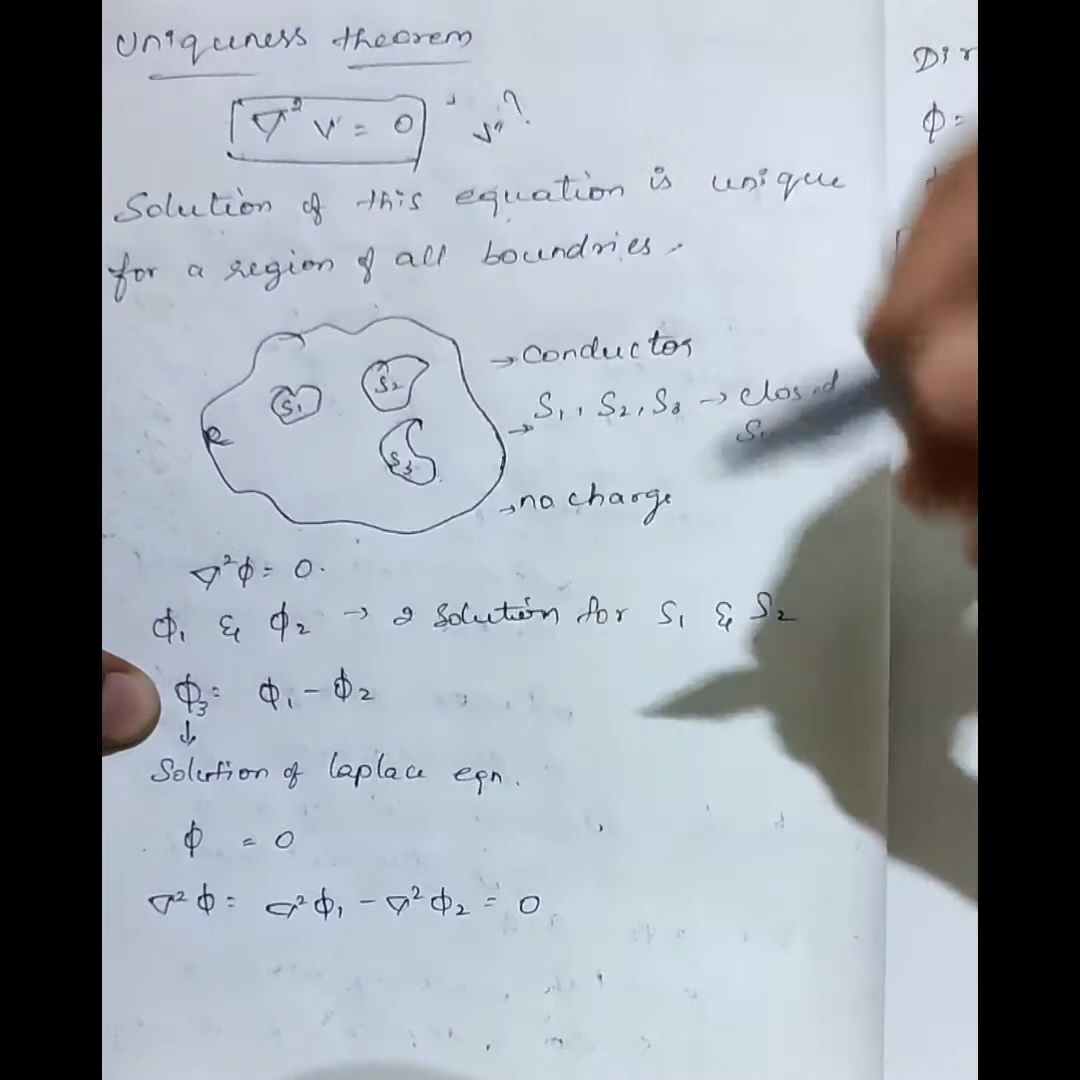 Uniqueness theorem
∇² V = 0
Solution of this equation is unique
for a region of all boundries.
S₁
S₂
S₃
→ conductor
→ S₁, S₂, S₃ → closed
→ no charge
∇²ϕ = 0.
ϕ₁ & ϕ₂ → 2 solution for S₁ & S₂
ϕ₃ = ϕ₁ - ϕ₂
↓
Solution of laplace eqn.
ϕ = 0
∇²ϕ = ∇²ϕ₁ - ∇²ϕ₂ = 0
Dir
ϕ =